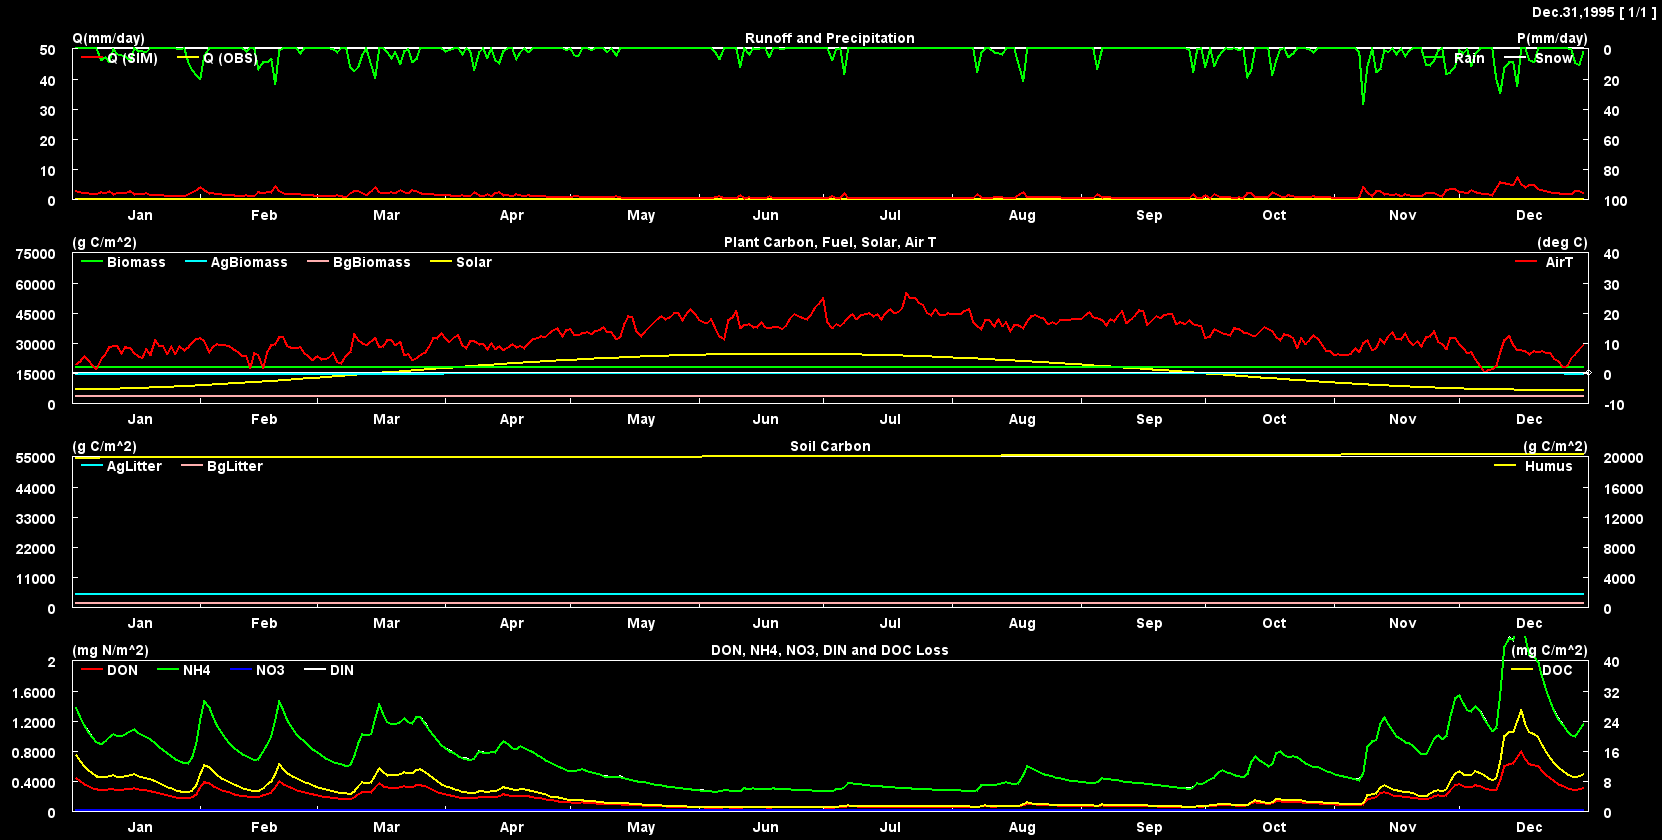 Dec.31,1995 [ 1/1 ]
Q(mm/day) Runoff and Precipitation P(mm/day)
50 0
Q (SIM) Q (OBS) Rain Snow
40 20
30 40
20 60
10 80
0 100
Jan Feb Mar Apr May Jun Jul Aug Sep Oct Nov Dec
(g C/m^2) Plant Carbon, Fuel, Solar, Air T (deg C)
75000 40
Biomass AgBiomass BgBiomass Solar AirT
60000 30
45000 20
30000 10
15000 0
0 -10
Jan Feb Mar Apr May Jun Jul Aug Sep Oct Nov Dec
(g C/m^2) Soil Carbon (g C/m^2)
55000 20000
AgLitter BgLitter Humus
44000 16000
33000 12000
22000 8000
11000 4000
0 0
Jan Feb Mar Apr May Jun Jul Aug Sep Oct Nov Dec
(mg N/m^2) DON, NH4, NO3, DIN and DOC Loss (mg C/m^2)
2 40
DON NH4 NO3 DIN DOC
1.6000 32
1.2000 24
0.8000 16
0.4000 8
0 0
Jan Feb Mar Apr May Jun Jul Aug Sep Oct Nov Dec